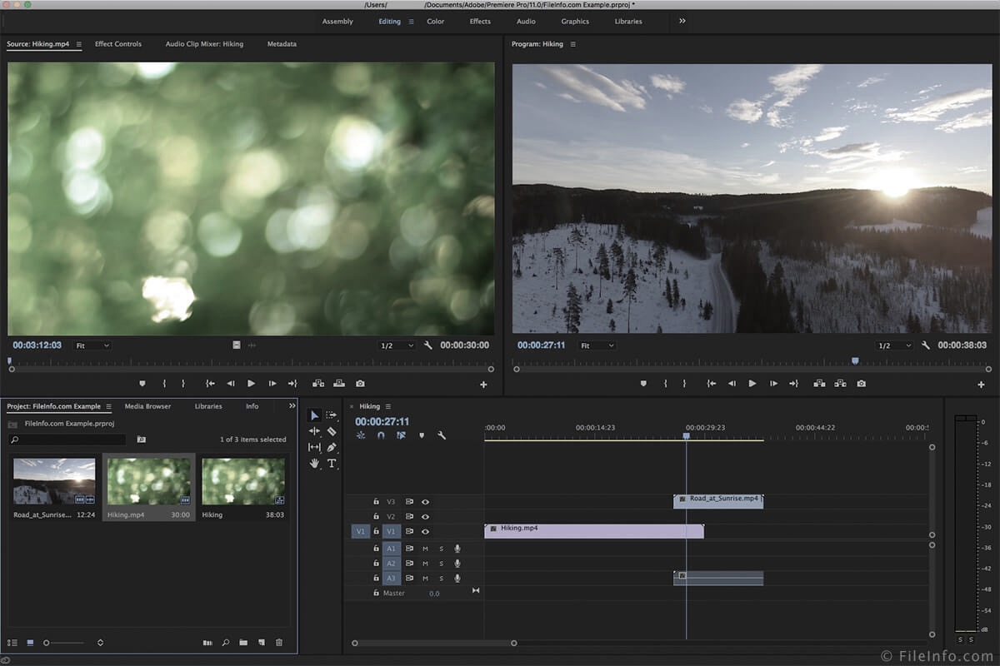 /Users/ /Documents/Adobe/Premiere Pro/11.0/FileInfo.com Example.prproj *
Assembly Editing Color Effects Audio Graphics Libraries
Source: Hiking.mp4 Effect Controls Audio Clip Mixer: Hiking Metadata
Program: Hiking
00:03:12:03 Fit 1/2 00:00:30:00
00:00:27:11 Fit 1/2 00:00:38:03
Project: FileInfo.com Example Media Browser Libraries Info
FileInfo.com Example.prproj
1 of 3 items selected
Road_at_Sunrise... 12:24
Hiking.mp4 30:00
Hiking 38:03
T
× Hiking
00:00:27:11
:00:00 00:00:14:23 00:00:29:23 00:00:44:22
V3 Road_at_Sunrise.mp4
V2
V1 V1 Hiking.mp4
A1 M S
A2 M S
A3 M S
Master 0.0
0
-6
-12
-18
-24
-30
-36
-42
-48
-54
dB
S S
© FileInfo.com